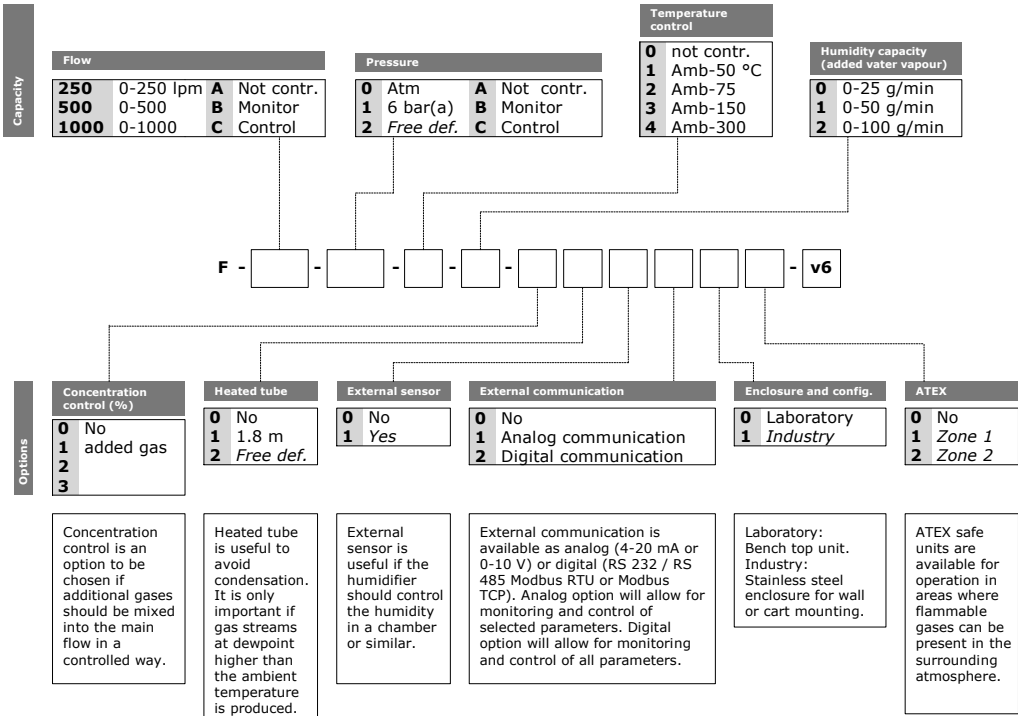 Capacity
Flow
250 0-250 lpm A Not contr.
500 0-500 B Monitor
1000 0-1000 C Control
Pressure
0 Atm A Not contr.
1 6 bar(a) B Monitor
2 Free def. C Control
Temperature
control
0 not contr.
1 Amb-50 °C
2 Amb-75
3 Amb-150
4 Amb-300
Humidity capacity
(added vater vapour)
0 0-25 g/min
1 0-50 g/min
2 0-100 g/min
F - - - - - - v6
Options
Concentration
control (%)
0 No
1 added gas
2
3
Heated tube
0 No
1 1.8 m
2 Free def.
External sensor
0 No
1 Yes
External communication
0 No
1 Analog communication
2 Digital communication
Enclosure and config.
0 Laboratory
1 Industry
ATEX
0 No
1 Zone 1
2 Zone 2
Concentration
control is an
option to be
chosen if
additional gases
should be mixed
into the main
flow in a
controlled way.
Heated tube
is useful to
avoid
condensation.
It is only
important if
gas streams
at dewpoint
higher than
the ambient
temperature
is produced.
External
sensor is
useful if the
humidifier
should control
the humidity
in a chamber
or similar.
External communication is
available as analog (4-20 mA or
0-10 V) or digital (RS 232 / RS
485 Modbus RTU or Modbus
TCP). Analog option will allow for
monitoring and control of
selected parameters. Digital
option will allow for monitoring
and control of all parameters.
Laboratory:
Bench top unit.
Industry:
Stainless steel
enclosure for wall
or cart mounting.
ATEX safe
units are
available for
operation in
areas where
flammable
gases can be
present in the
surrounding
atmosphere.